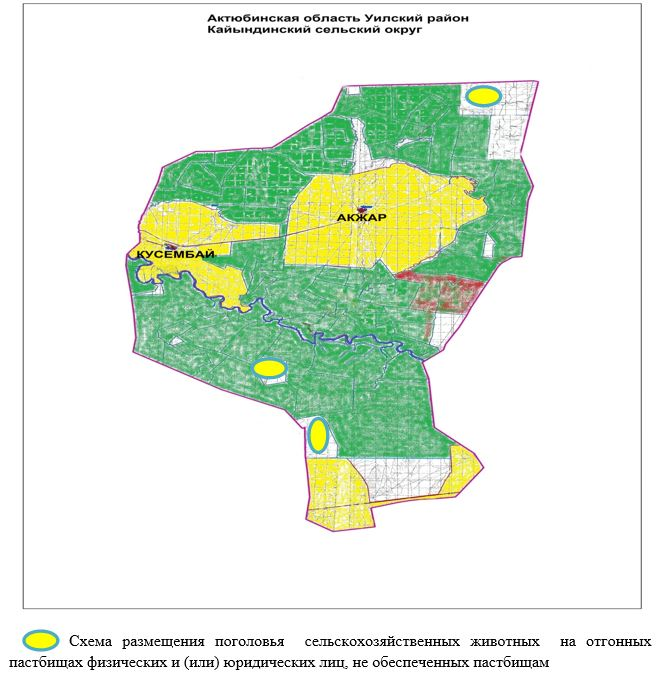 Актюбинская область Уилский район
Кайындинский сельский округ
АКЖАР
КУСЕМБАЙ
Схема размещения поголовья сельскохозяйственных животных на отгонных
пастбищах физических и (или) юридических лиц, не обеспеченных пастбищам